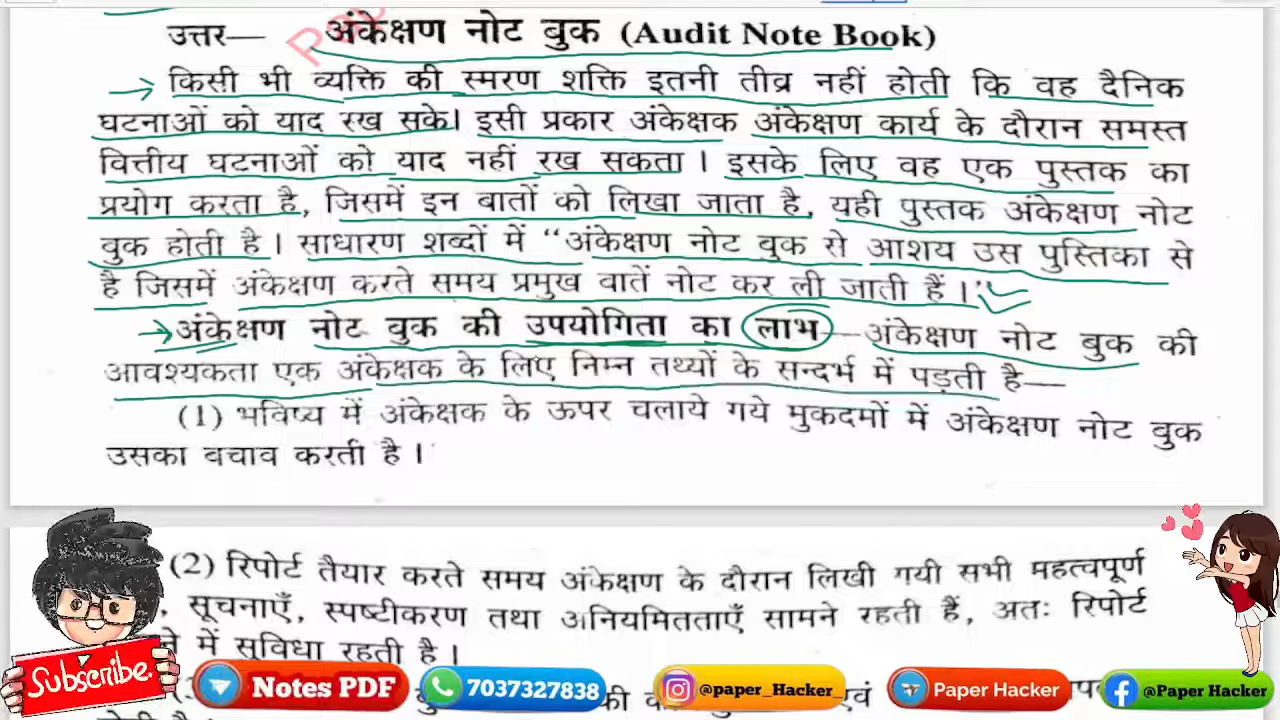 उत्तर— अंकेक्षण नोट बुक (Audit Note Book)
किसी भी व्यक्ति की स्मरण शक्ति इतनी तीव्र नहीं होती कि वह दैनिक
घटनाओं को याद रख सके। इसी प्रकार अंकेक्षक अंकेक्षण कार्य के दौरान समस्त
वित्तीय घटनाओं को याद नहीं रख सकता । इसके लिए वह एक पुस्तक का
प्रयोग करता है, जिसमें इन बातों को लिखा जाता है, यही पुस्तक अंकेक्षण नोट
बुक होती है । साधारण शब्दों में “अंकेक्षण नोट बुक से आशय उस पुस्तिका से
है जिसमें अंकेक्षण करते समय प्रमुख बातें नोट कर ली जाती हैं ।”
अंकेक्षण नोट बुक की उपयोगिता का लाभ—अंकेक्षण नोट बुक की
आवश्यकता एक अंकेक्षक के लिए निम्न तथ्यों के सन्दर्भ में पड़ती है—
(1) भविष्य में अंकेक्षक के ऊपर चलाये गये मुकदमों में अंकेक्षण नोट बुक
उसका बचाव करती है ।
(2) रिपोर्ट तैयार करते समय अंकेक्षण के दौरान लिखी गयी सभी महत्वपूर्ण
, सूचनाएँ, स्पष्टीकरण तथा अनियमितताएँ सामने रहती हैं, अतः रिपोर्ट
में सुविधा रहती है ।
Subscribe
Notes PDF
7037327838
@paper_Hacker
Paper Hacker
@Paper Hacker